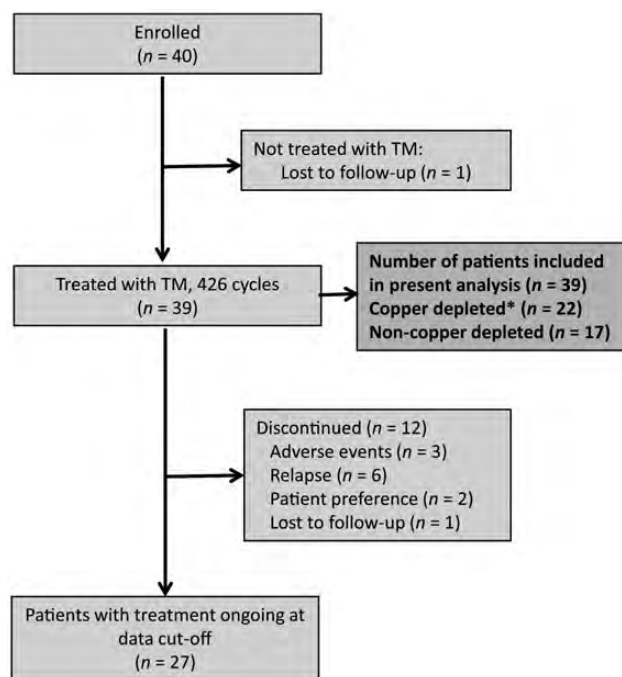 Enrolled
(n = 40)
Not treated with TM:
Lost to follow-up (n = 1)
Treated with TM, 426 cycles
(n = 39)
Number of patients included
in present analysis (n = 39)
Copper depleted* (n = 22)
Non-copper depleted (n = 17)
Discontinued (n = 12)
Adverse events (n = 3)
Relapse (n = 6)
Patient preference (n = 2)
Lost to follow-up (n = 1)
Patients with treatment ongoing at
data cut-off
(n = 27)